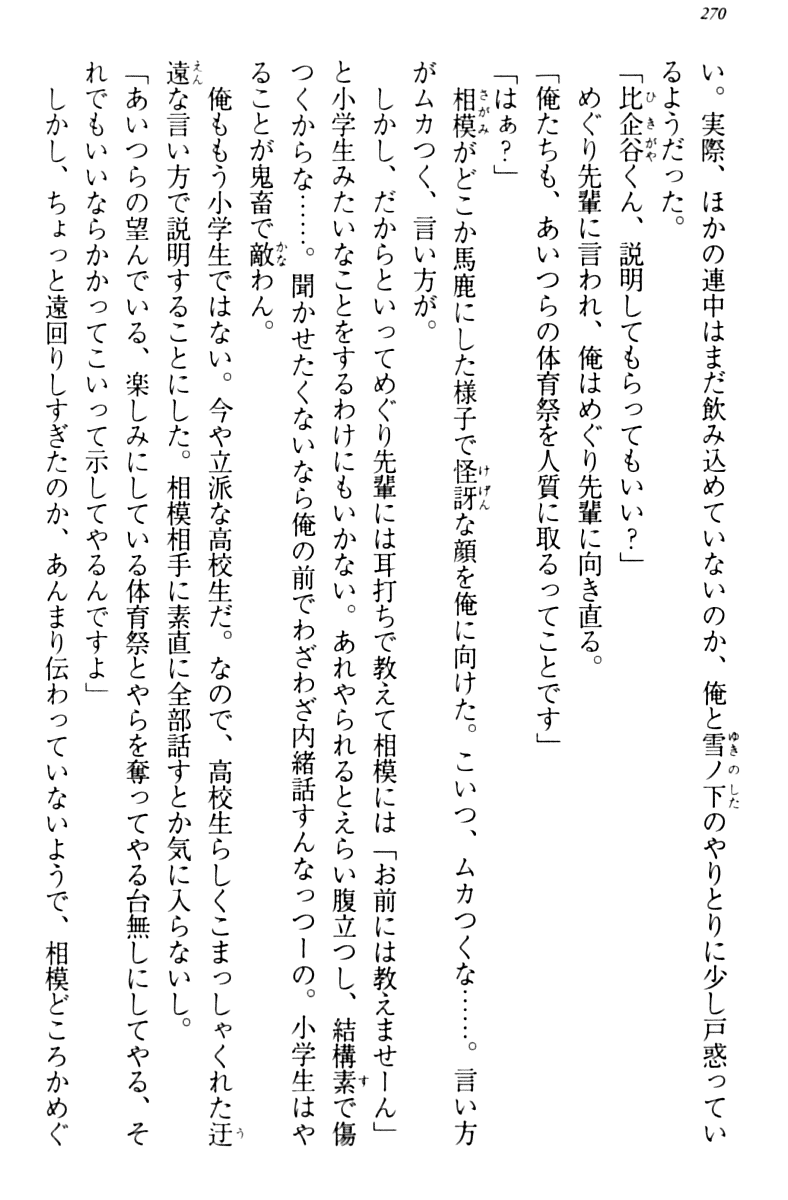 270
い。実際、ほかの連中はまだ飲み込めていないのか、俺と雪ノ下のやりとりに少し戸惑ってい
るようだった。
「比企谷くん、説明してもらってもいい？」
めぐり先輩に言われ、俺はめぐり先輩に向き直る。
「俺たちも、あいつらの体育祭を人質に取るってことです」
「はぁ？」
相模がどこか馬鹿にした様子で怪訝な顔を俺に向けた。こいつ、ムカつくな……。言い方
がムカつく、言い方が。
しかし、だからといってめぐり先輩には耳打ちで教えて相模には「お前には教えませーん」
と小学生みたいなことをするわけにもいかない。あれやられるとえらい腹立つし、結構素で傷
つくからな……。聞かせたくないなら俺の前でわざわざ内緒話すんなっつーの。小学生はや
ることが鬼畜で敵わん。
俺ももう小学生ではない。今や立派な高校生だ。なので、高校生らしくこまっしゃくれた迂
遠な言い方で説明することにした。相模相手に素直に全部話すとか気に入らないし。
「あいつらの望んでいる、楽しみにしている体育祭とやらを奪ってやる台無しにしてやる、そ
れでもいいならかかってこいって示してやるんですよ」
しかし、ちょっと遠回りしすぎたのか、あんまり伝わっていないようで、相模どころかめぐ